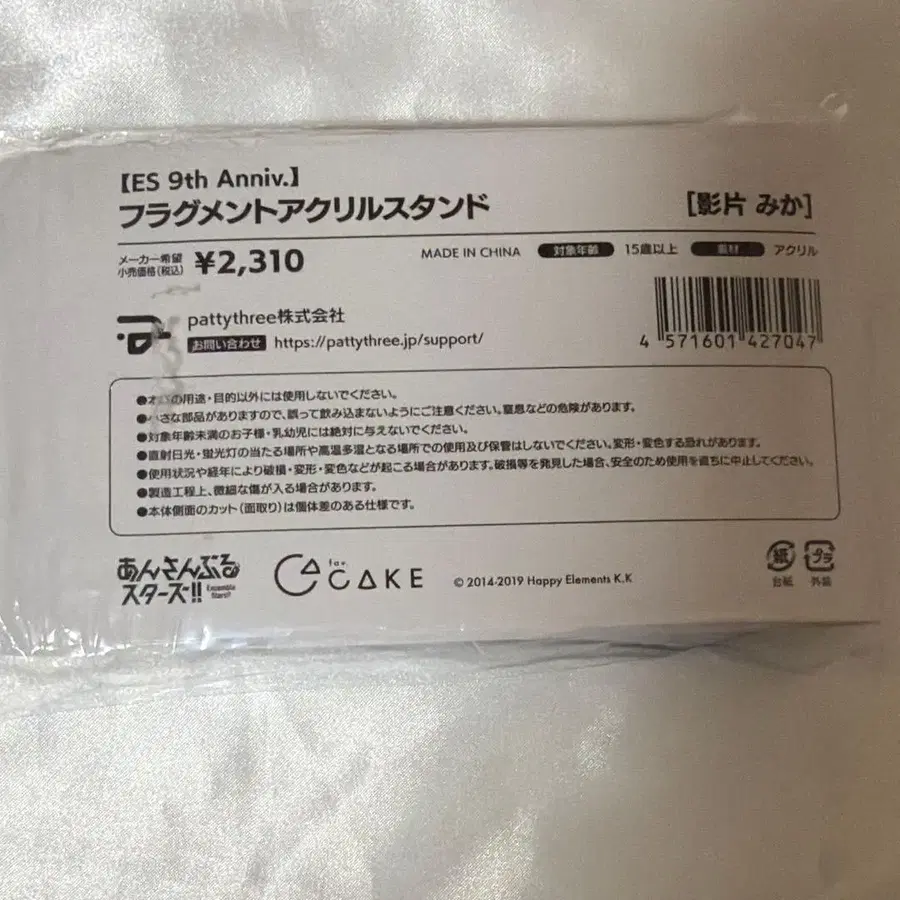 【ES 9th Anniv.】
フラグメントアクリルスタンド
[影片 みか]
メーカー希望
小売価格(税込)
¥2,310
MADE IN CHINA 対象年齢 15歳以上 素材 アクリル
pattythree株式会社
お問い合わせ https://pattythree.jp/support/
4 571601 427047
の用途・目的以外には使用しないでください。
●小さな部品がありますので、誤って飲み込まないようにご注意ください。窒息などの危険があります。
●対象年齢未満のお子様・乳幼児には絶対に与えないでください。
●直射日光・蛍光灯の当たる場所や高温多湿となる場所での使用及び保管はしないでください。変形・変色する恐れがあります。
●使用状況や経年により破損・変形・変色などが起こる場合があります。破損等を発見した場合、安全のため使用を直ちに中止してください。
●製造工程上、微細な傷が入る場合があります。
●本体側面のカット(面取り)は個体差のある仕様です。
あんさんぶる
スターズ!!
Ensemble
Stars!!
fav.
CAKE
© 2014-2019 Happy Elements K.K
紙 プラ
台紙 外装